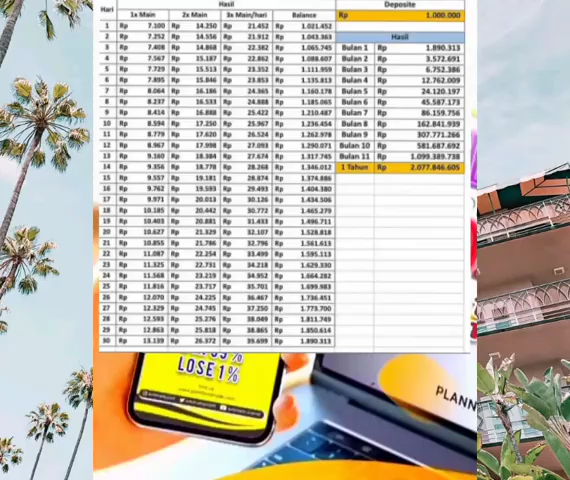 Hasil
Hari 1x Main 2x Main 3x Main/hari Balance
1 Rp 7.100 Rp 14.250 Rp 21.452 Rp 1.021.452
2 Rp 7.252 Rp 14.556 Rp 21.912 Rp 1.043.363
3 Rp 7.408 Rp 14.868 Rp 22.382 Rp 1.065.745
4 Rp 7.567 Rp 15.187 Rp 22.862 Rp 1.088.607
5 Rp 7.729 Rp 15.513 Rp 23.352 Rp 1.111.959
6 Rp 7.895 Rp 15.846 Rp 23.853 Rp 1.135.813
7 Rp 8.064 Rp 16.186 Rp 24.365 Rp 1.160.178
8 Rp 8.237 Rp 16.533 Rp 24.888 Rp 1.185.065
9 Rp 8.414 Rp 16.888 Rp 25.422 Rp 1.210.487
10 Rp 8.594 Rp 17.250 Rp 25.967 Rp 1.236.454
11 Rp 8.779 Rp 17.620 Rp 26.524 Rp 1.262.978
12 Rp 8.967 Rp 17.998 Rp 27.093 Rp 1.290.071
13 Rp 9.160 Rp 18.384 Rp 27.674 Rp 1.317.745
14 Rp 9.356 Rp 18.778 Rp 28.268 Rp 1.346.012
15 Rp 9.557 Rp 19.181 Rp 28.874 Rp 1.374.886
16 Rp 9.762 Rp 19.593 Rp 29.493 Rp 1.404.380
17 Rp 9.971 Rp 20.013 Rp 30.126 Rp 1.434.506
18 Rp 10.185 Rp 20.442 Rp 30.772 Rp 1.465.279
19 Rp 10.403 Rp 20.881 Rp 31.433 Rp 1.496.711
20 Rp 10.627 Rp 21.329 Rp 32.107 Rp 1.528.818
21 Rp 10.855 Rp 21.786 Rp 32.796 Rp 1.561.613
22 Rp 11.087 Rp 22.254 Rp 33.499 Rp 1.595.113
23 Rp 11.325 Rp 22.731 Rp 34.218 Rp 1.629.330
24 Rp 11.568 Rp 23.219 Rp 34.952 Rp 1.664.282
25 Rp 11.816 Rp 23.717 Rp 35.701 Rp 1.699.983
26 Rp 12.070 Rp 24.225 Rp 36.467 Rp 1.736.451
27 Rp 12.329 Rp 24.745 Rp 37.250 Rp 1.773.700
28 Rp 12.593 Rp 25.276 Rp 38.049 Rp 1.811.749
29 Rp 12.863 Rp 25.818 Rp 38.865 Rp 1.850.614
30 Rp 13.139 Rp 26.372 Rp 39.699 Rp 1.890.313
Deposite
Rp 1.000.000
Hasil
Bulan 1 Rp 1.890.313
Bulan 2 Rp 3.572.691
Bulan 3 Rp 6.752.386
Bulan 4 Rp 12.762.009
Bulan 5 Rp 24.120.197
Bulan 6 Rp 45.587.173
Bulan 7 Rp 86.159.756
Bulan 8 Rp 162.841.939
Bulan 9 Rp 307.771.266
Bulan 10 Rp 581.687.692
Bulan 11 Rp 1.099.389.738
1 Tahun Rp 2.077.846.605
LOSE 1%
PLANN